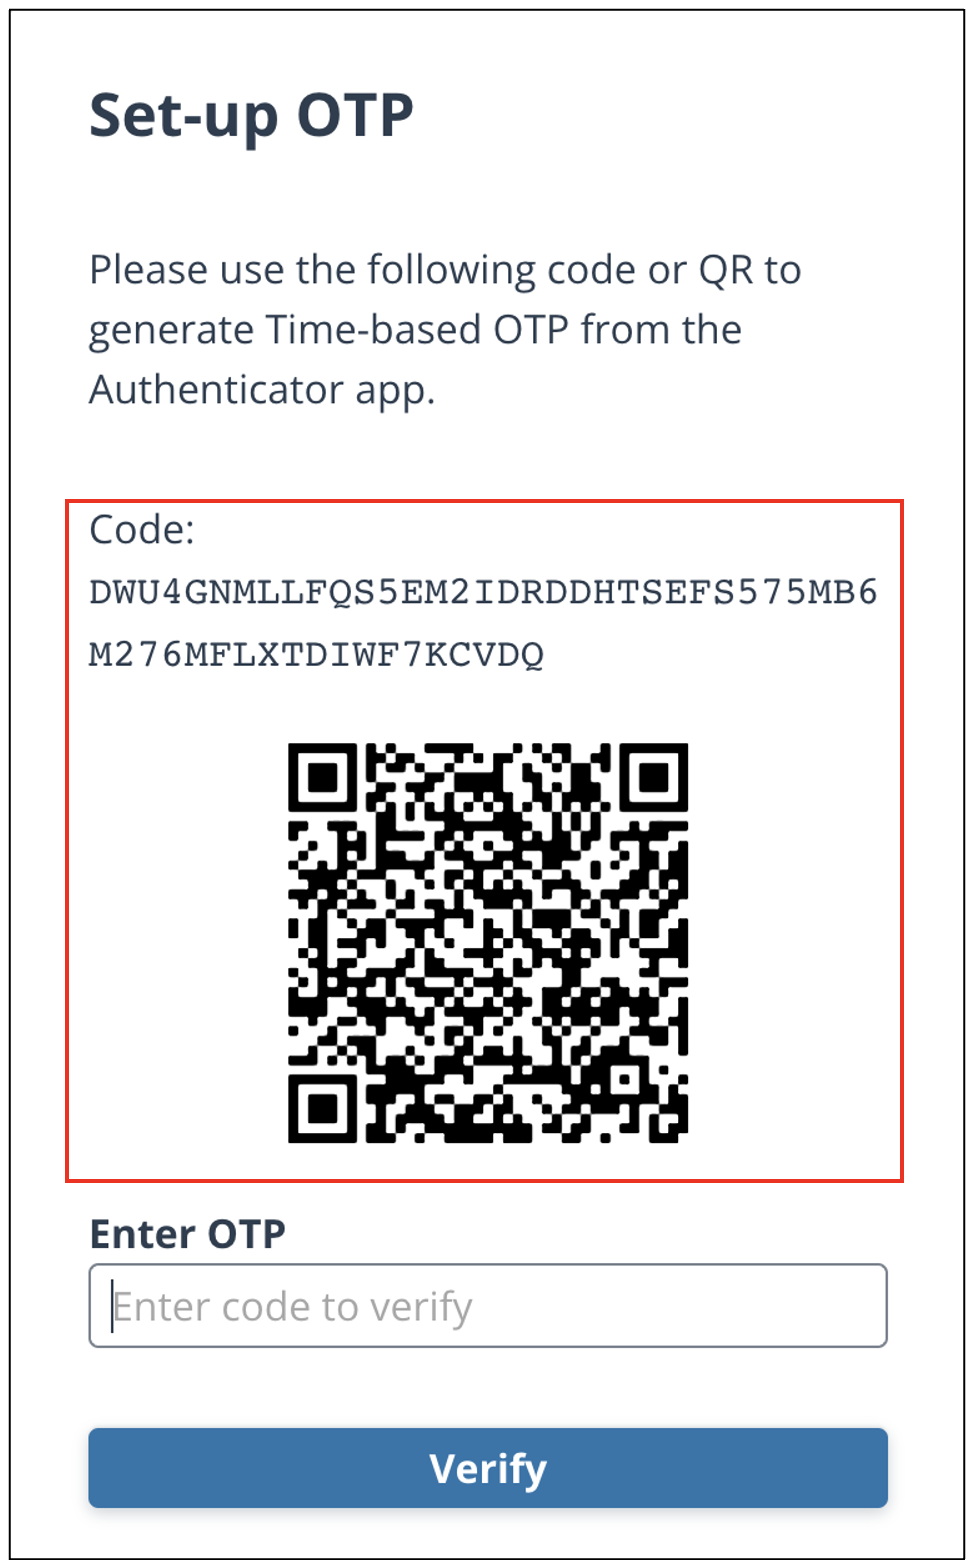 Set-up OTP
Please use the following code or QR to
generate Time-based OTP from the
Authenticator app.
Code:
DWU4GNMLLFQS5EM2IDRDDHTSEFS575MB6
M276MFLXTDIWF7KCVDQ
Enter OTP
Enter code to verify
Verify